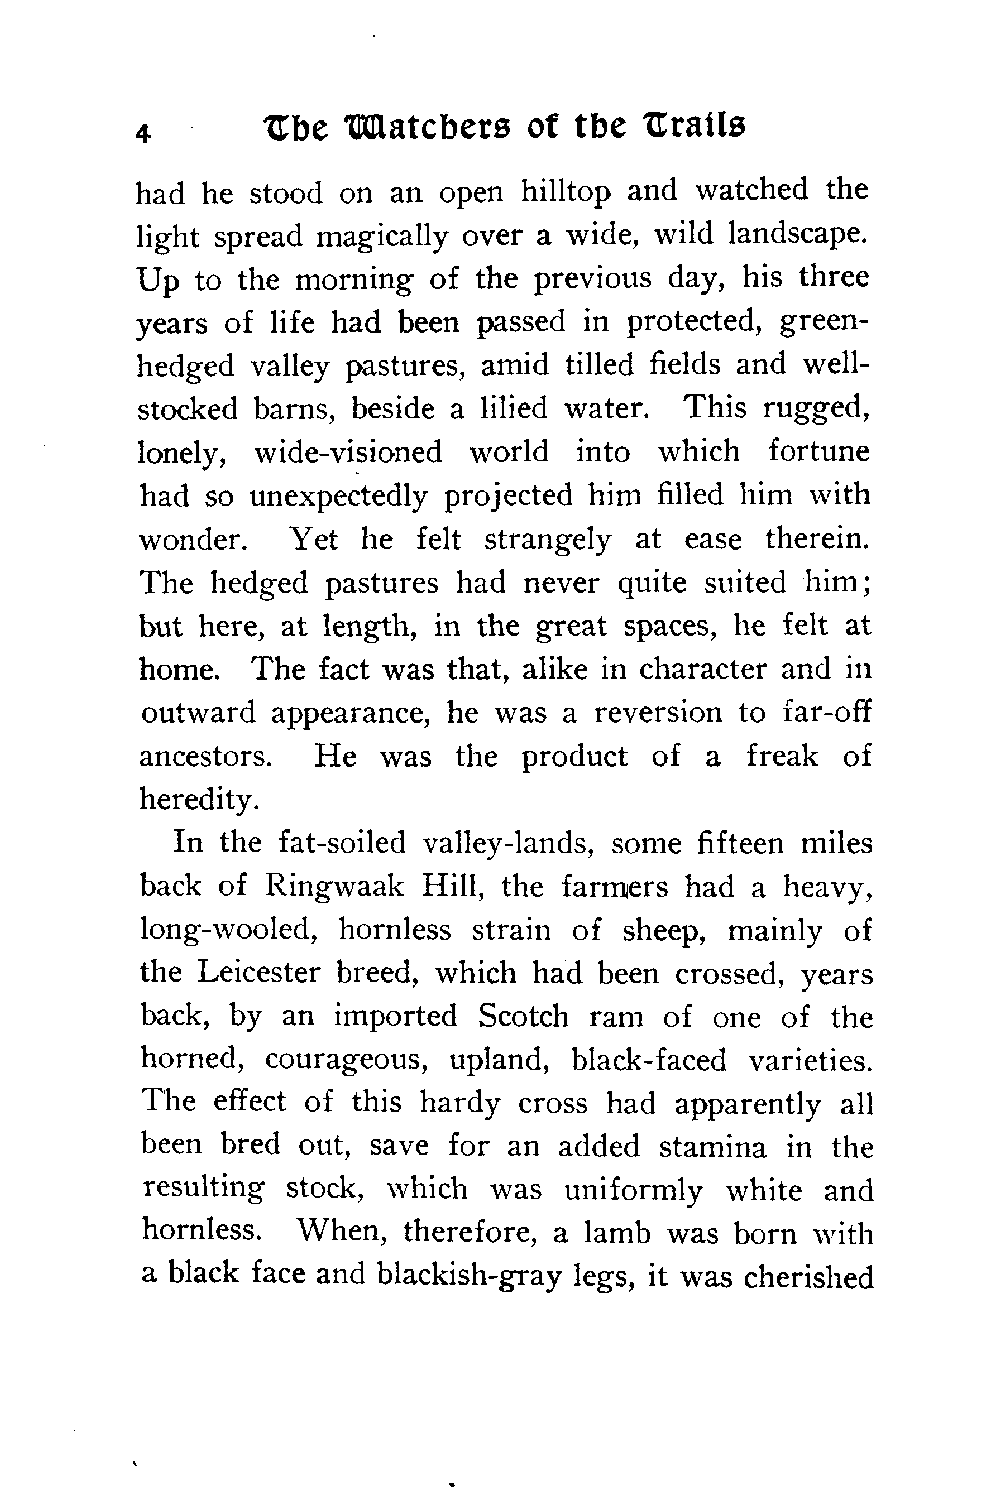 4 The Watchers of the Trails
had he stood on an open hilltop and watched the
light spread magically over a wide, wild landscape.
Up to the morning of the previous day, his three
years of life had been passed in protected, green-
hedged valley pastures, amid tilled fields and well-
stocked barns, beside a lilied water. This rugged,
lonely, wide-visioned world into which fortune
had so unexpectedly projected him filled him with
wonder. Yet he felt strangely at ease therein.
The hedged pastures had never quite suited him;
but here, at length, in the great spaces, he felt at
home. The fact was that, alike in character and in
outward appearance, he was a reversion to far-off
ancestors. He was the product of a freak of
heredity.
In the fat-soiled valley-lands, some fifteen miles
back of Ringwaak Hill, the farmers had a heavy,
long-wooled, hornless strain of sheep, mainly of
the Leicester breed, which had been crossed, years
back, by an imported Scotch ram of one of the
horned, courageous, upland, black-faced varieties.
The effect of this hardy cross had apparently all
been bred out, save for an added stamina in the
resulting stock, which was uniformly white and
hornless. When, therefore, a lamb was born with
a black face and blackish-gray legs, it was cherished